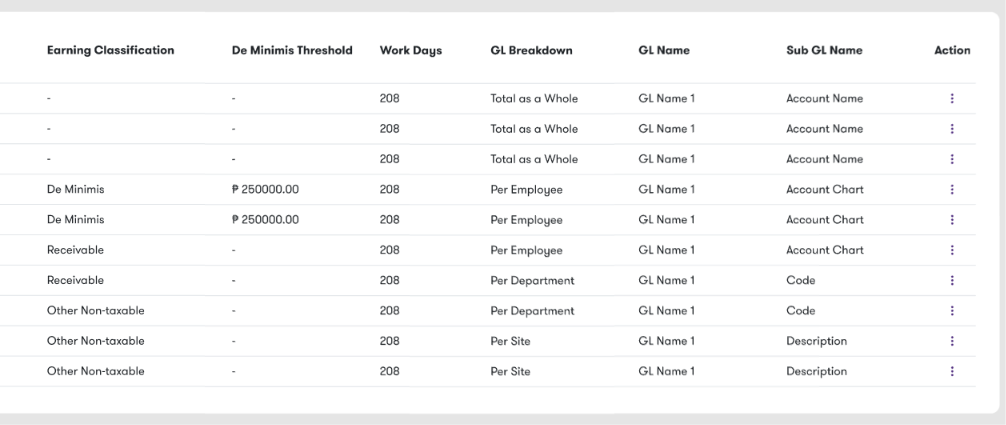 Earning Classification De Minimis Threshold Work Days GL Breakdown GL Name Sub GL Name Action
- - 208 Total as a Whole GL Name 1 Account Name
- - 208 Total as a Whole GL Name 1 Account Name
- - 208 Total as a Whole GL Name 1 Account Name
De Minimis ₱ 250000.00 208 Per Employee GL Name 1 Account Chart
De Minimis ₱ 250000.00 208 Per Employee GL Name 1 Account Chart
Receivable - 208 Per Employee GL Name 1 Account Chart
Receivable - 208 Per Department GL Name 1 Code
Other Non-taxable - 208 Per Department GL Name 1 Code
Other Non-taxable - 208 Per Site GL Name 1 Description
Other Non-taxable - 208 Per Site GL Name 1 Description